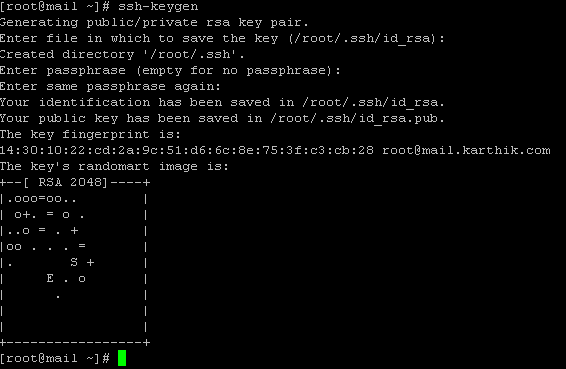 [root@mail ~]# ssh-keygen
Generating public/private rsa key pair.
Enter file in which to save the key (/root/.ssh/id_rsa):
Created directory '/root/.ssh'.
Enter passphrase (empty for no passphrase):
Enter same passphrase again:
Your identification has been saved in /root/.ssh/id_rsa.
Your public key has been saved in /root/.ssh/id_rsa.pub.
The key fingerprint is:
14:30:10:22:cd:2a:9c:51:d6:6c:8e:75:3f:c3:cb:28 root@mail.karthik.com
The key's randomart image is:
+--[ RSA 2048]----+
|.ooo=oo..        |
| o+. = o .       |
|..o = . +        |
|oo . . . =       |
|.       S +      |
|     E . o       |
|      .          |
|                 |
|                 |
+-----------------+
[root@mail ~]#